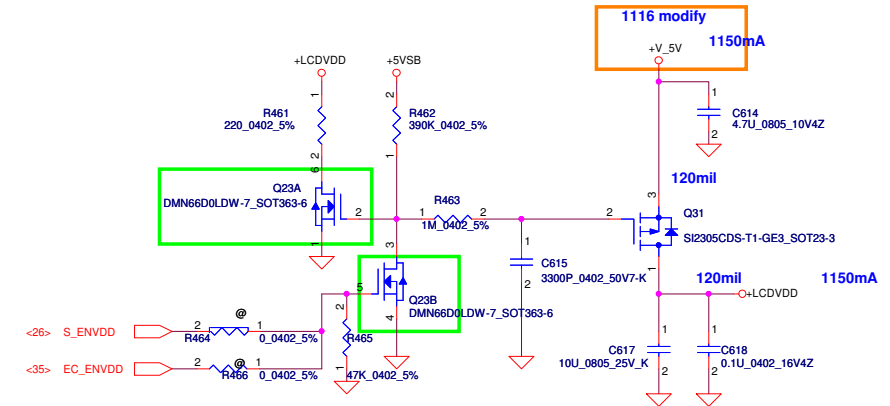 1116 modify
1150mA
+V_5V
+LCDVDD
+5VSB
1
R461
220_0402_5%
2
2
R462
390K_0402_5%
1
1
C614
4.7U_0805_10V4Z
2
120mil
6
Q23A
DMN66D0LDW-7_SOT363-6
2
1
R463
1
2
1M_0402_5%
2
3
Q31
SI2305CDS-T1-GE3_SOT23-3
1
1
C615
3300P_0402_50V7-K
2
3
5
Q23B
DMN66D0LDW-7_SOT363-6
4
120mil
1150mA
+LCDVDD
@
<26> S_ENVDD
2
1
R464
0_0402_5%
2
R465
1
47K_0402_5%
@
<35> EC_ENVDD
2
1
R466
0_0402_5%
1
C617
10U_0805_25V_K
2
1
C618
0.1U_0402_16V4Z
2